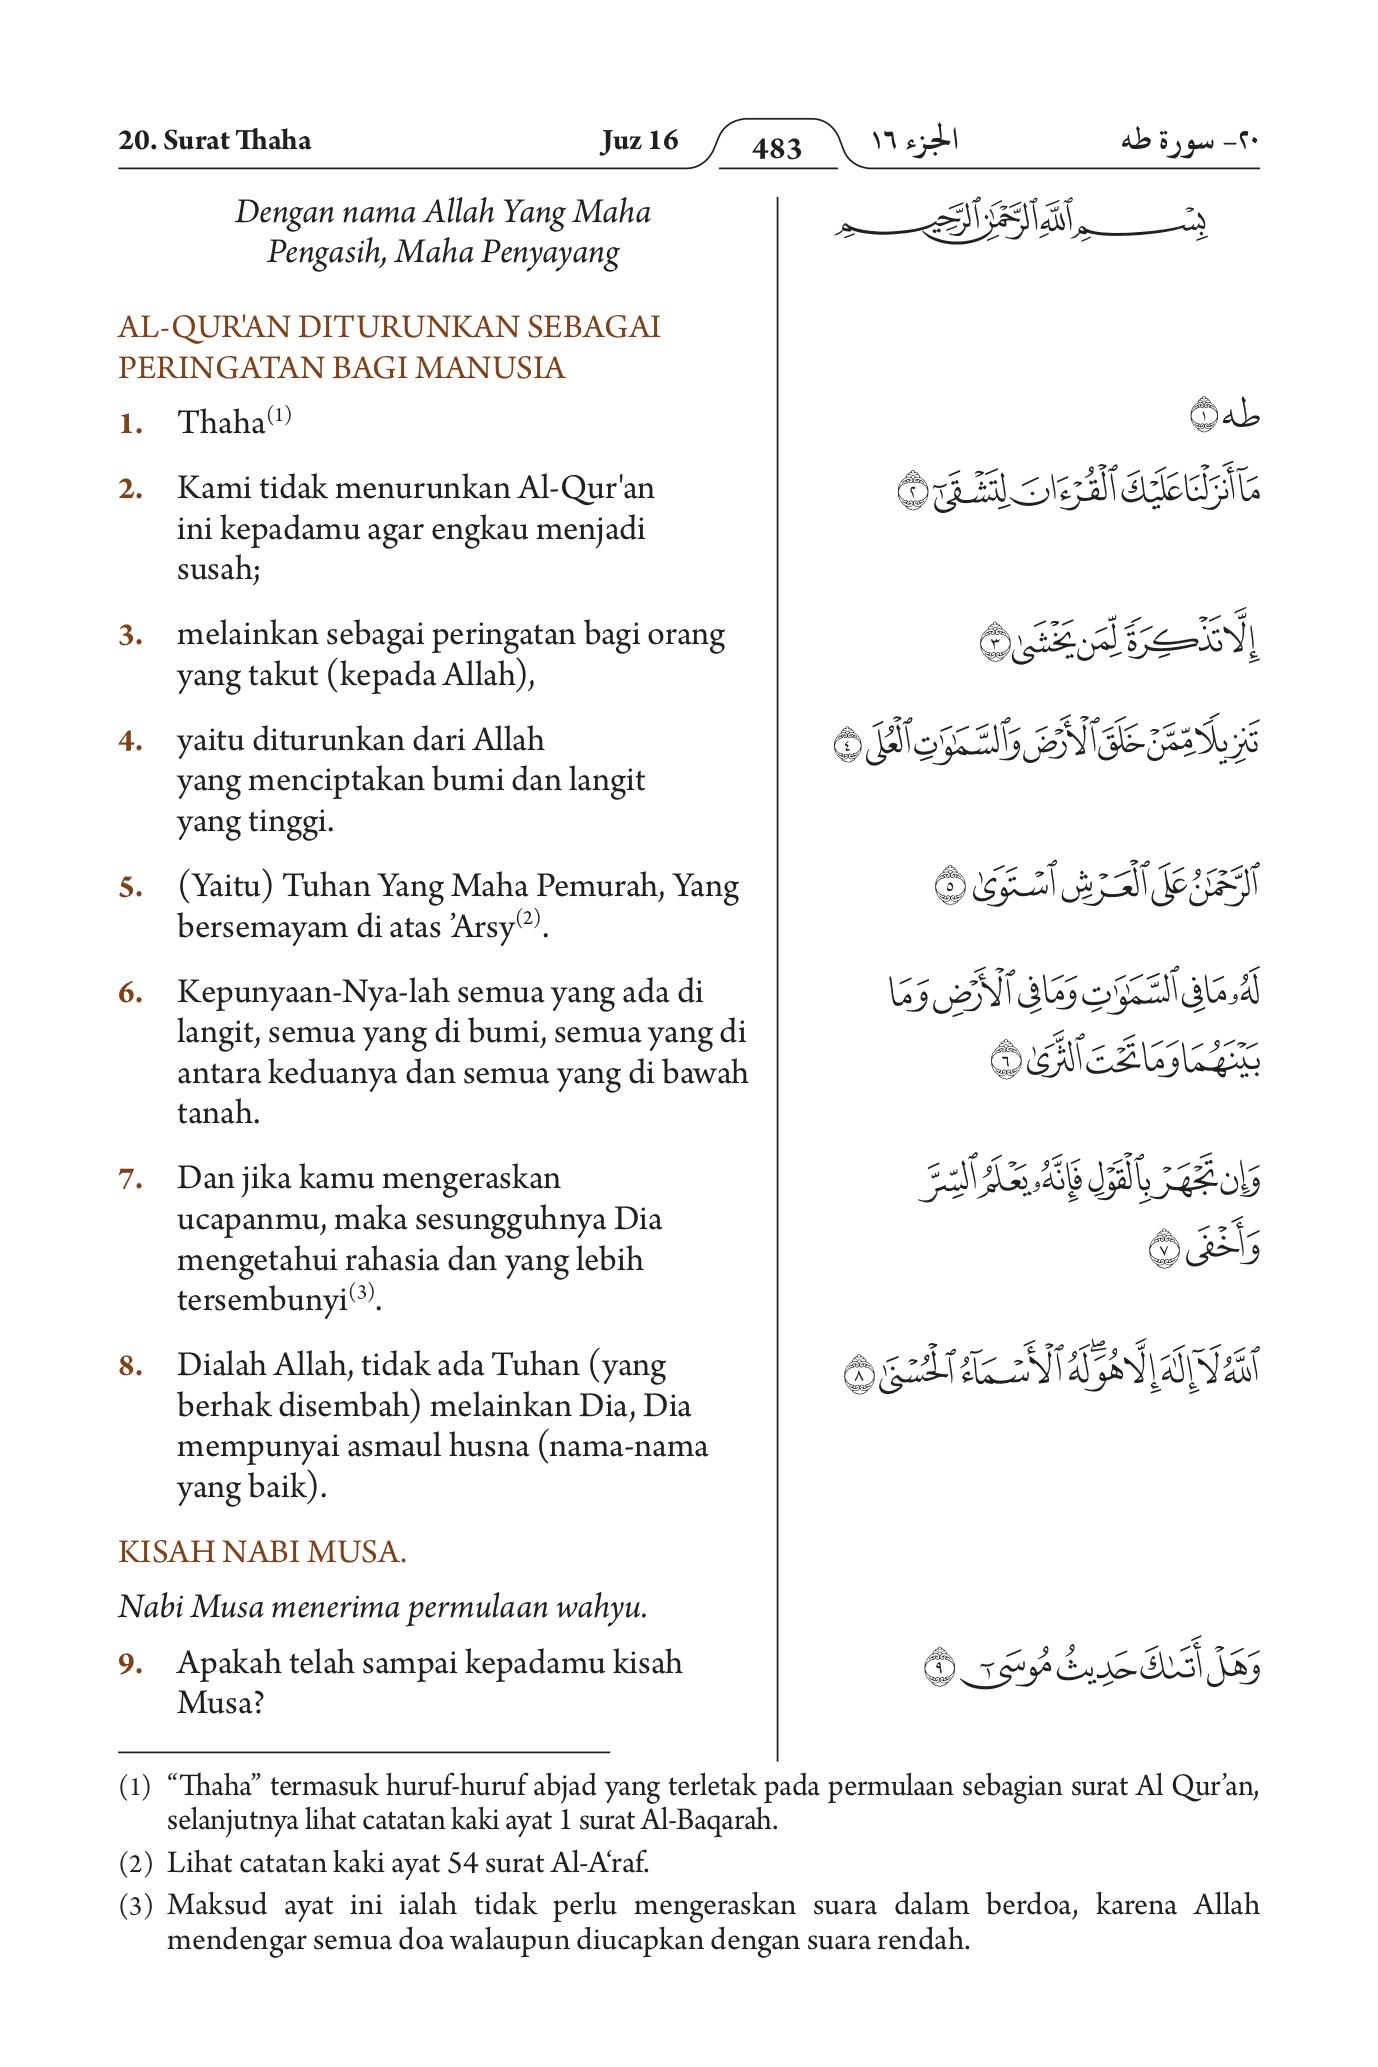 20. Surat Thaha Juz 16 483 الجزء ١٦ ٢٠- سورة طه
Dengan nama Allah Yang Maha
Pengasih, Maha Penyayang
AL-QUR'AN DITURUNKAN SEBAGAI
PERINGATAN BAGI MANUSIA
1. Thaha(1)
2. Kami tidak menurunkan Al-Qur'an
ini kepadamu agar engkau menjadi
susah;
3. melainkan sebagai peringatan bagi orang
yang takut (kepada Allah),
4. yaitu diturunkan dari Allah
yang menciptakan bumi dan langit
yang tinggi.
5. (Yaitu) Tuhan Yang Maha Pemurah, Yang
bersemayam di atas ’Arsy(2).
6. Kepunyaan-Nya-lah semua yang ada di
langit, semua yang di bumi, semua yang di
antara keduanya dan semua yang di bawah
tanah.
7. Dan jika kamu mengeraskan
ucapanmu, maka sesungguhnya Dia
mengetahui rahasia dan yang lebih
tersembunyi(3).
8. Dialah Allah, tidak ada Tuhan (yang
berhak disembah) melainkan Dia, Dia
mempunyai asmaul husna (nama-nama
yang baik).
KISAH NABI MUSA.
Nabi Musa menerima permulaan wahyu.
9. Apakah telah sampai kepadamu kisah
Musa?
بِسْمِ ٱللَّهِ ٱلرَّحْمَٰنِ ٱلرَّحِيمِ
طه ١
مَآ أَنزَلْنَا عَلَيْكَ ٱلْقُرْءَانَ لِتَشْقَىٰٓ ٢
إِلَّا تَذْكِرَةً لِّمَن يَخْشَىٰ ٣
تَنزِيلًا مِّمَّنْ خَلَقَ ٱلْأَرْضَ وَٱلسَّمَٰوَٰتِ ٱلْعُلَى ٤
ٱلرَّحْمَٰنُ عَلَى ٱلْعَرْشِ ٱسْتَوَىٰ ٥
لَهُۥ مَا فِى ٱلسَّمَٰوَٰتِ وَمَا فِى ٱلْأَرْضِ وَمَا
بَيْنَهُمَا وَمَا تَحْتَ ٱلثَّرَىٰ ٦
وَإِن تَجْهَرْ بِٱلْقَوْلِ فَإِنَّهُۥ يَعْلَمُ ٱلسِّرَّ
وَأَخْفَى ٧
ٱللَّهُ لَآ إِلَٰهَ إِلَّا هُوَ ۖ لَهُ ٱلْأَسْمَآءُ ٱلْحُسْنَىٰ ٨
وَهَلْ أَتَىٰكَ حَدِيثُ مُوسَىٰٓ ٩
(1) “Thaha” termasuk huruf-huruf abjad yang terletak pada permulaan sebagian surat Al Qur’an,
selanjutnya lihat catatan kaki ayat 1 surat Al-Baqarah.
(2) Lihat catatan kaki ayat 54 surat Al-A‘raf.
(3) Maksud ayat ini ialah tidak perlu mengeraskan suara dalam berdoa, karena Allah
mendengar semua doa walaupun diucapkan dengan suara rendah.